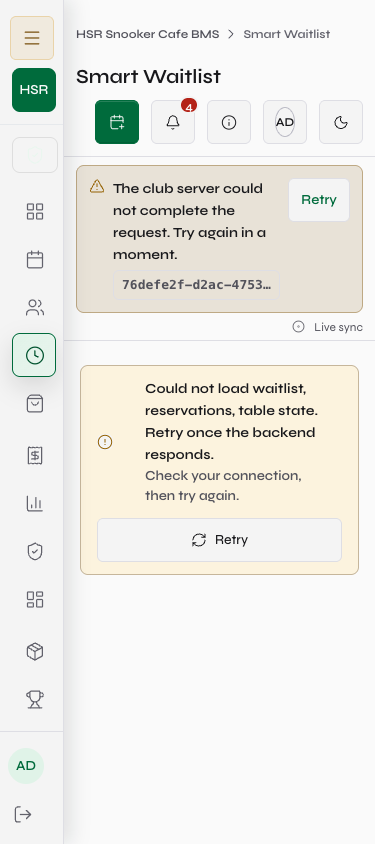 HSR Snooker Cafe BMS > Smart Waitlist
HSR
Smart Waitlist
4
AD
The club server could
not complete the
request. Try again in a
moment.
Retry
76defe2f-d2ac-4753…
Live sync
Could not load waitlist,
reservations, table state.
Retry once the backend
responds.
Check your connection,
then try again.
Retry
AD